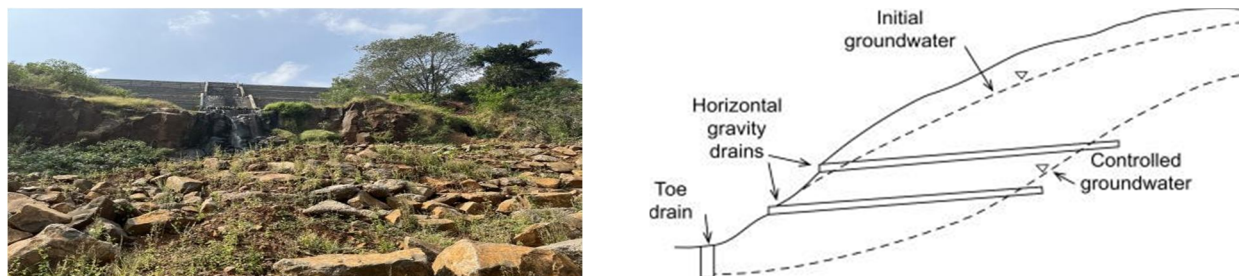 Initial
groundwater
Horizontal
gravity
drains
Controlled
groundwater
Toe
drain